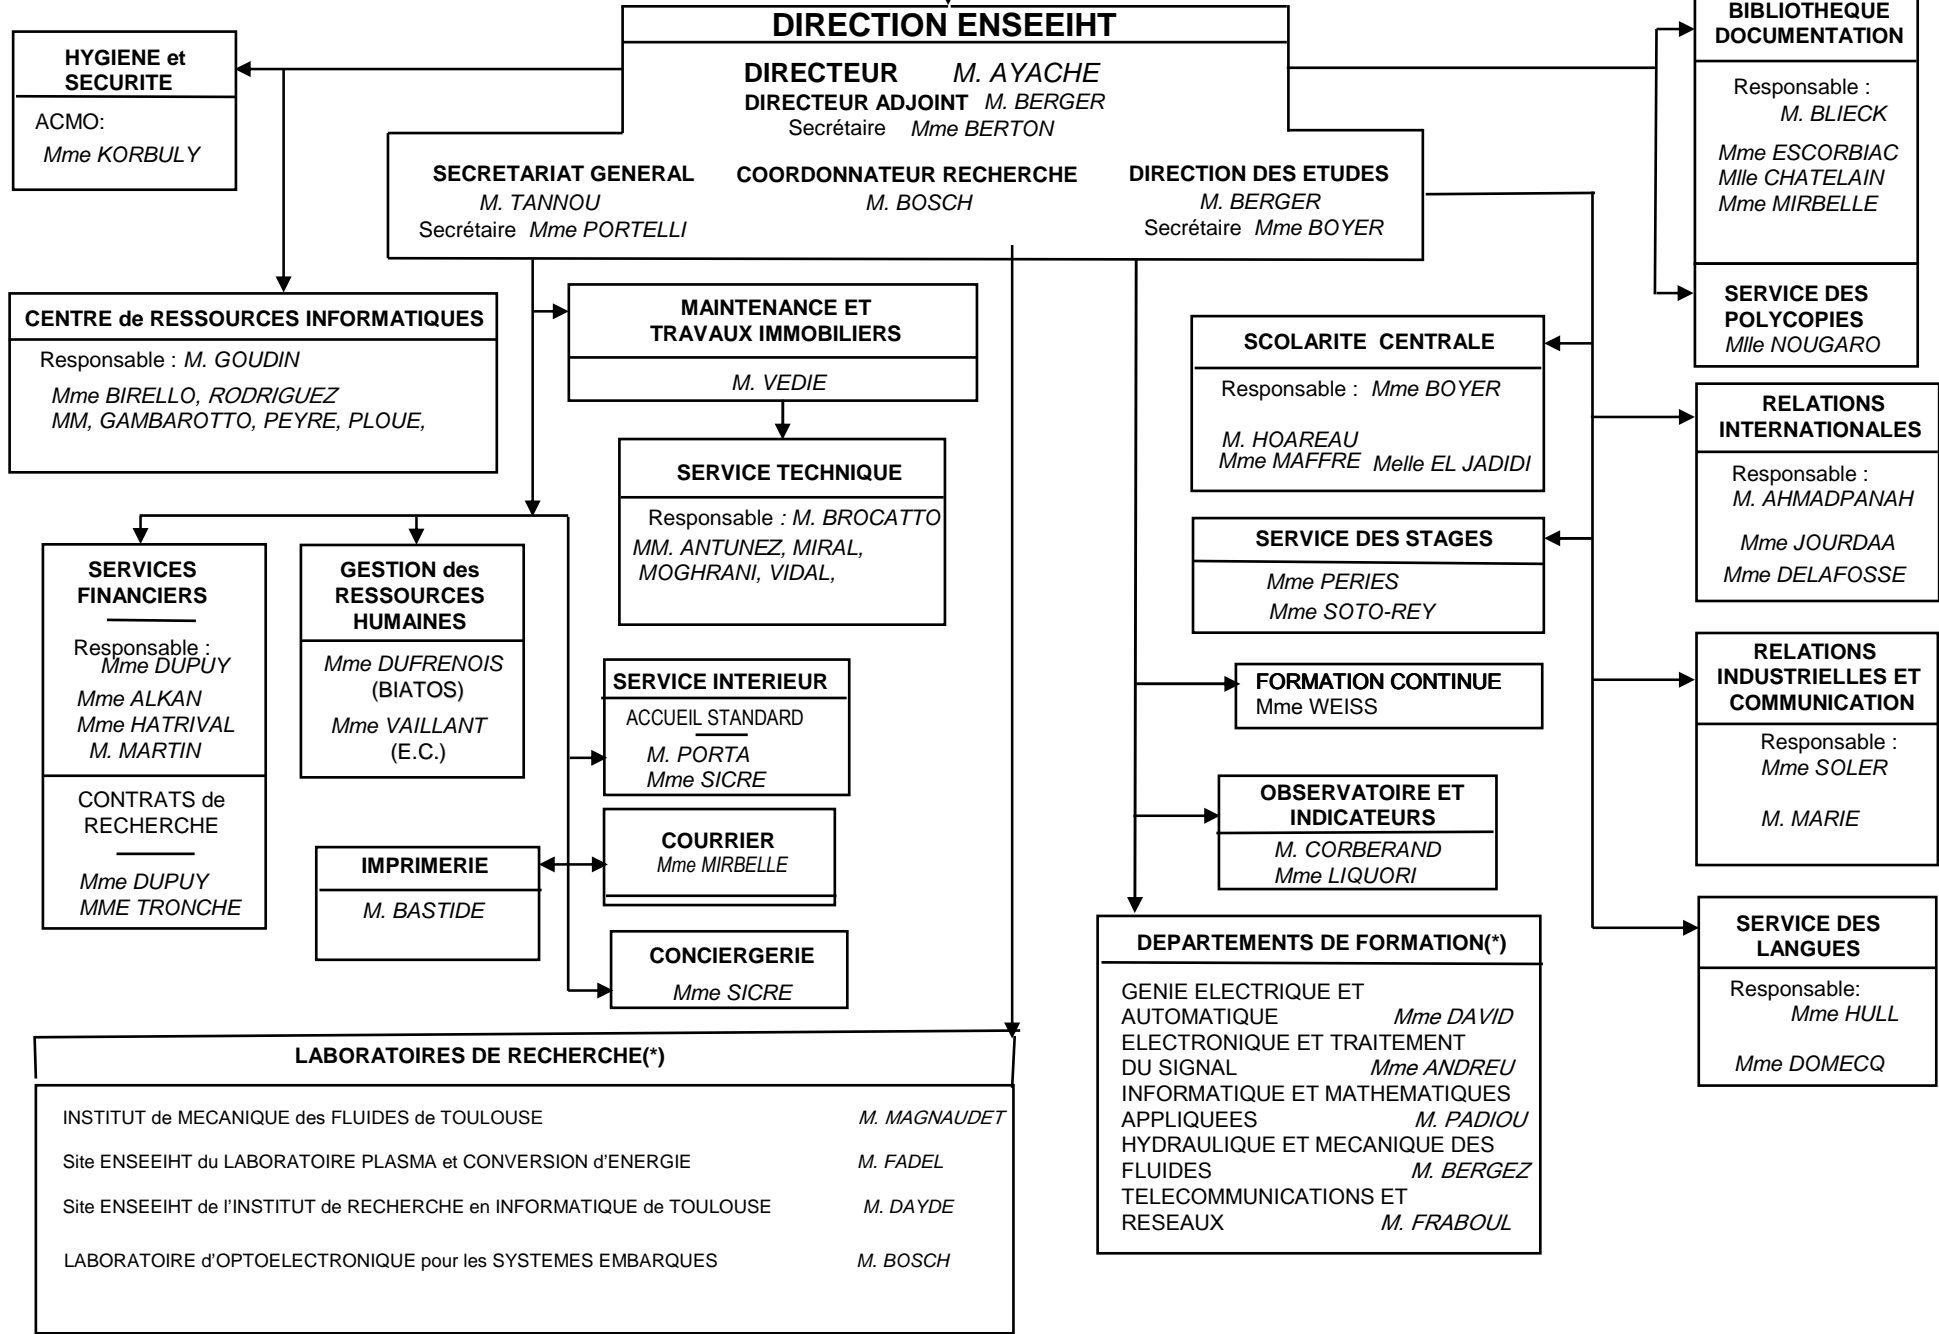 DIRECTION ENSEEIHT
DIRECTEUR M. AYACHE
DIRECTEUR ADJOINT M. BERGER
Secrétaire Mme BERTON
SECRETARIAT GENERAL
M. TANNOU
Secrétaire Mme PORTELLI
COORDONNATEUR RECHERCHE
M. BOSCH
DIRECTION DES ETUDES
M. BERGER
Secrétaire Mme BOYER
HYGIENE et
SECURITE
ACMO:
Mme KORBULY
BIBLIOTHEQUE
DOCUMENTATION
Responsable :
M. BLIECK
Mme ESCORBIAC
Mlle CHATELAIN
Mme MIRBELLE
SERVICE DES
POLYCOPIES
Mlle NOUGARO
CENTRE de RESSOURCES INFORMATIQUES
Responsable : M. GOUDIN
Mme BIRELLO, RODRIGUEZ
MM, GAMBAROTTO, PEYRE, PLOUE,
MAINTENANCE ET
TRAVAUX IMMOBILIERS
M. VEDIE
SERVICE TECHNIQUE
Responsable : M. BROCATTO
MM. ANTUNEZ, MIRAL,
MOGHRANI, VIDAL,
SCOLARITE CENTRALE
Responsable : Mme BOYER
M. HOAREAU
Mme MAFFRE Melle EL JADIDI
RELATIONS
INTERNATIONALES
Responsable :
M. AHMADPANAH
Mme JOURDAA
Mme DELAFOSSE
SERVICE DES STAGES
Mme PERIES
Mme SOTO-REY
SERVICES
FINANCIERS
Responsable :
Mme DUPUY
Mme ALKAN
Mme HATRIVAL
M. MARTIN
CONTRATS de
RECHERCHE
Mme DUPUY
MME TRONCHE
GESTION des
RESSOURCES
HUMAINES
Mme DUFRENOIS
(BIATOS)
Mme VAILLANT
(E.C.)
SERVICE INTERIEUR
ACCUEIL STANDARD
M. PORTA
Mme SICRE
FORMATION CONTINUE
Mme WEISS
RELATIONS
INDUSTRIELLES ET
COMMUNICATION
Responsable :
Mme SOLER
M. MARIE
OBSERVATOIRE ET
INDICATEURS
M. CORBERAND
Mme LIQUORI
IMPRIMERIE
M. BASTIDE
COURRIER
Mme MIRBELLE
CONCIERGERIE
Mme SICRE
DEPARTEMENTS DE FORMATION(*)
GENIE ELECTRIQUE ET
AUTOMATIQUE Mme DAVID
ELECTRONIQUE ET TRAITEMENT
DU SIGNAL Mme ANDREU
INFORMATIQUE ET MATHEMATIQUES
APPLIQUEES M. PADIOU
HYDRAULIQUE ET MECANIQUE DES
FLUIDES M. BERGEZ
TELECOMMUNICATIONS ET
RESEAUX M. FRABOUL
SERVICE DES
LANGUES
Responsable:
Mme HULL
Mme DOMECQ
LABORATOIRES DE RECHERCHE(*)
INSTITUT de MECANIQUE des FLUIDES de TOULOUSE M. MAGNAUDET
Site ENSEEIHT du LABORATOIRE PLASMA et CONVERSION d'ENERGIE M. FADEL
Site ENSEEIHT de l'INSTITUT de RECHERCHE en INFORMATIQUE de TOULOUSE M. DAYDE
LABORATOIRE d'OPTOELECTRONIQUE pour les SYSTEMES EMBARQUES M. BOSCH